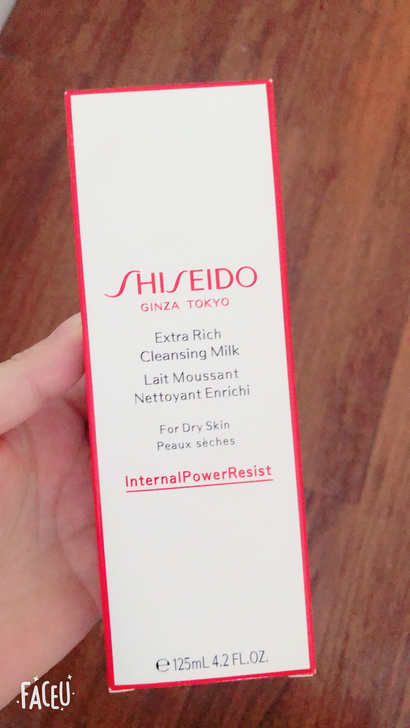 SHISEIDO
GINZA TOKYO
Extra Rich
Cleansing Milk
Lait Moussant
Nettoyant Enrichi
For Dry Skin
Peaux sèches
InternalPowerResist
℮ 125mL 4.2 FL.OZ.
FACEU